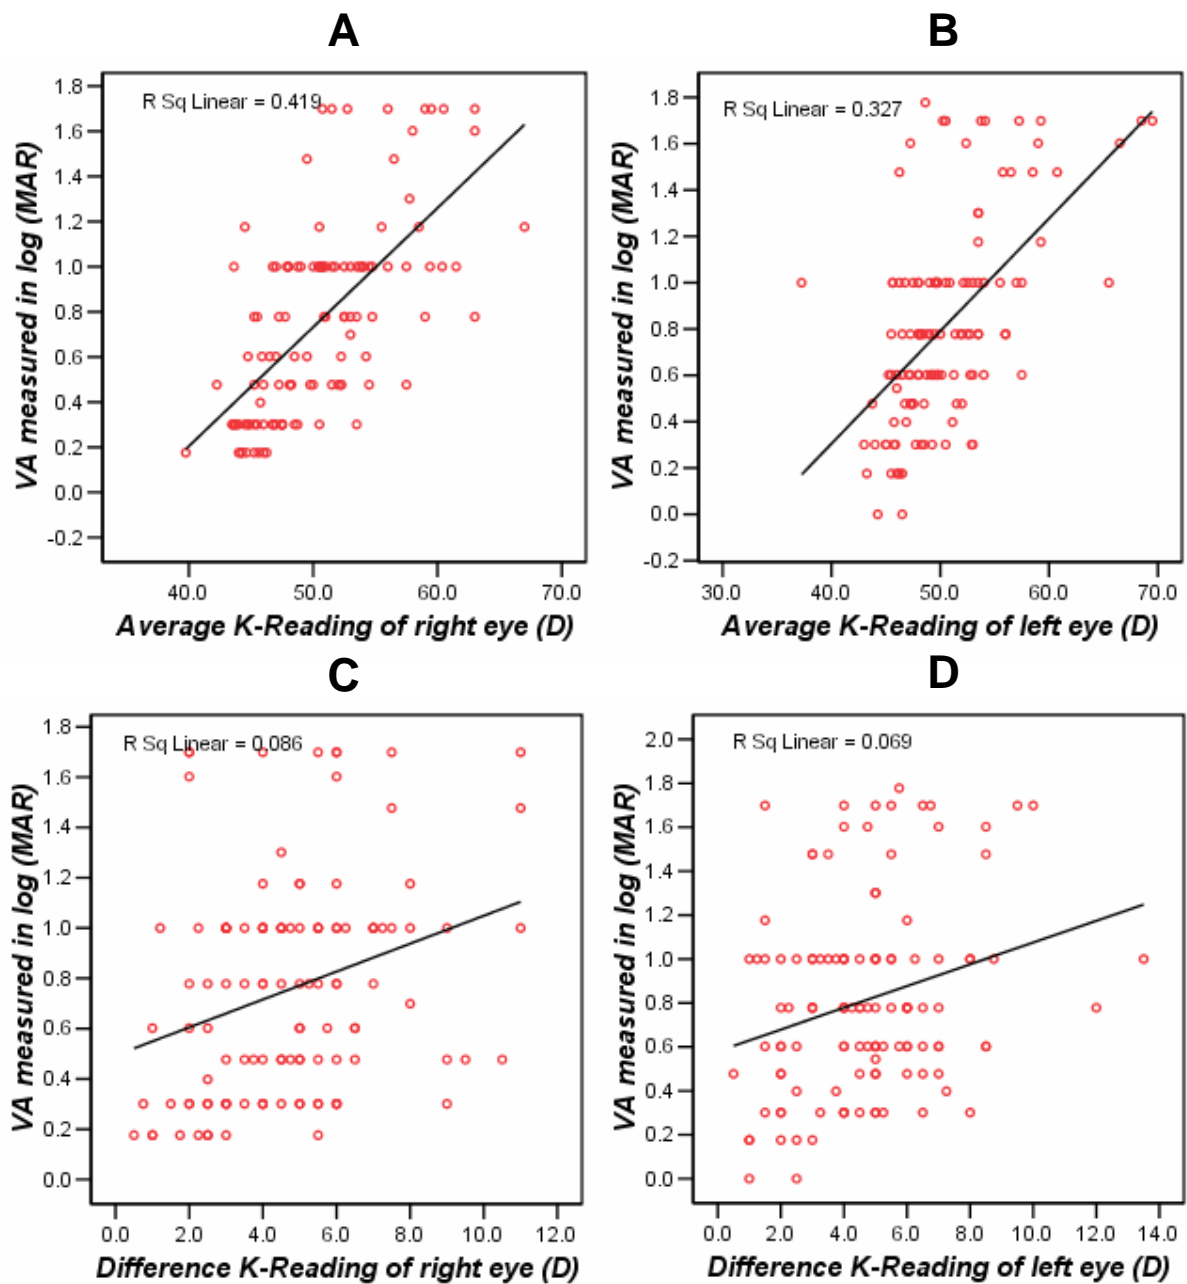 A
R Sq Linear = 0.419
VA measured in log (MAR)
1.8
1.6
1.4
1.2
1.0
0.8
0.6
0.4
0.2
0.0
-0.2
40.0 50.0 60.0 70.0
Average K-Reading of right eye (D)
B
R Sq Linear = 0.327
VA measured in log (MAR)
1.8
1.6
1.4
1.2
1.0
0.8
0.6
0.4
0.2
0.0
-0.2
30.0 40.0 50.0 60.0 70.0
Average K-Reading of left eye (D)
C
R Sq Linear = 0.086
VA measured in log (MAR)
1.8
1.6
1.4
1.2
1.0
0.8
0.6
0.4
0.2
0.0
0.0 2.0 4.0 6.0 8.0 10.0 12.0
Difference K-Reading of right eye (D)
D
R Sq Linear = 0.069
VA measured in log (MAR)
2.0
1.8
1.6
1.4
1.2
1.0
0.8
0.6
0.4
0.2
0.0
0.0 2.0 4.0 6.0 8.0 10.0 12.0 14.0
Difference K-Reading of left eye (D)